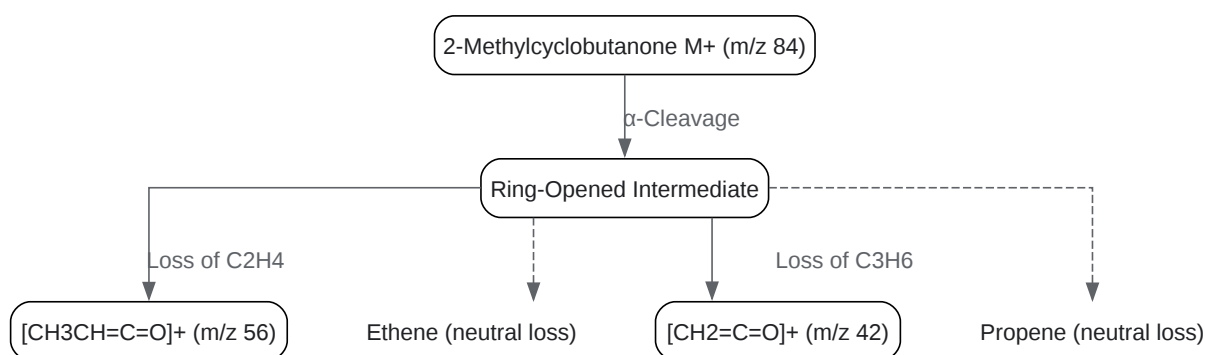 2-Methylcyclobutanone M+ (m/z 84)
α-Cleavage
Ring-Opened Intermediate
Loss of C2H4
Loss of C3H6
[CH3CH=C=O]+ (m/z 56)
Ethene (neutral loss)
[CH2=C=O]+ (m/z 42)
Propene (neutral loss)